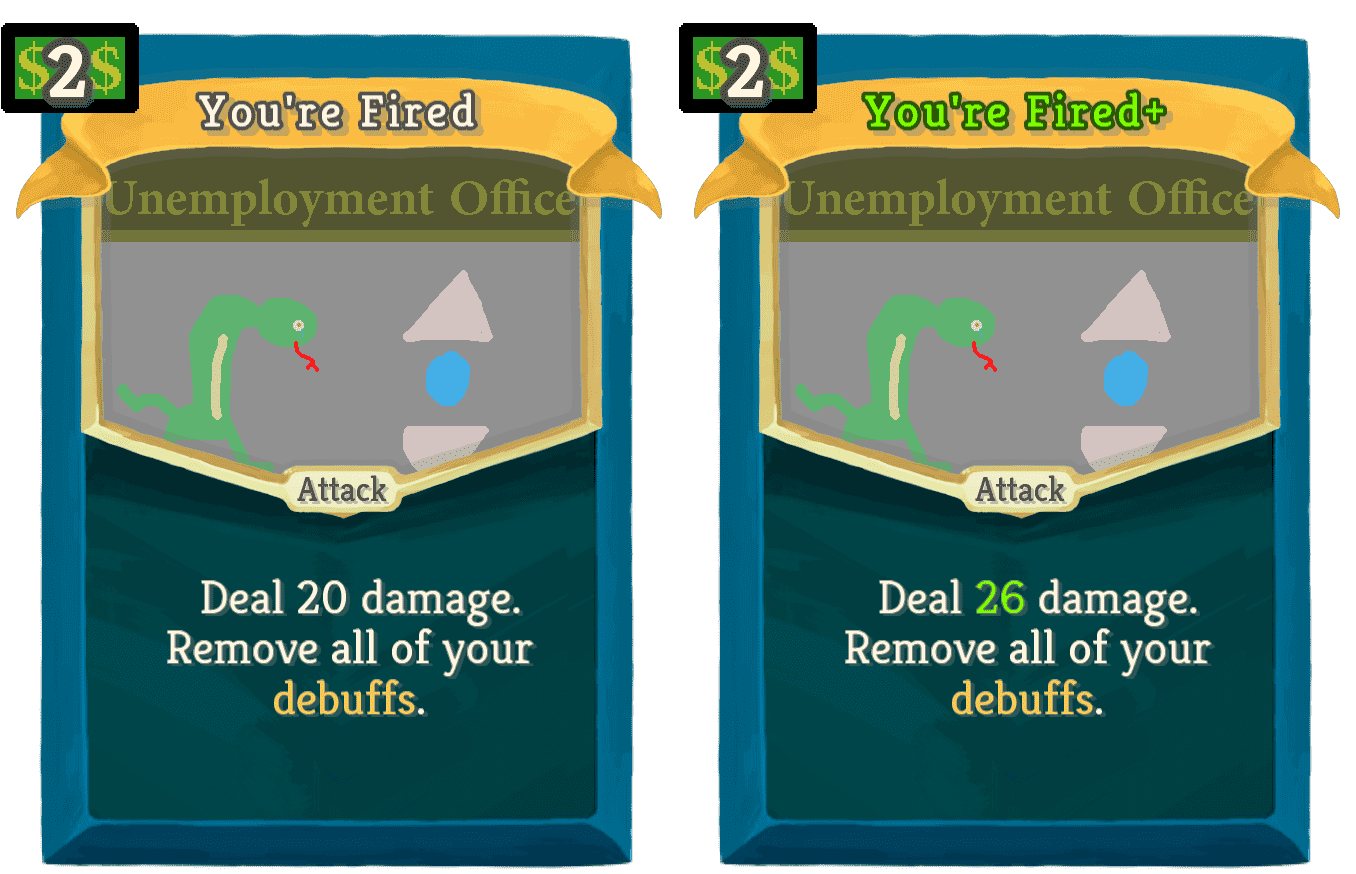 $2$
You're Fired
Unemployment Office
Attack
Deal 20 damage.
Remove all of your
debuffs.
$2$
You're Fired+
Unemployment Office
Attack
Deal 26 damage.
Remove all of your
debuffs.